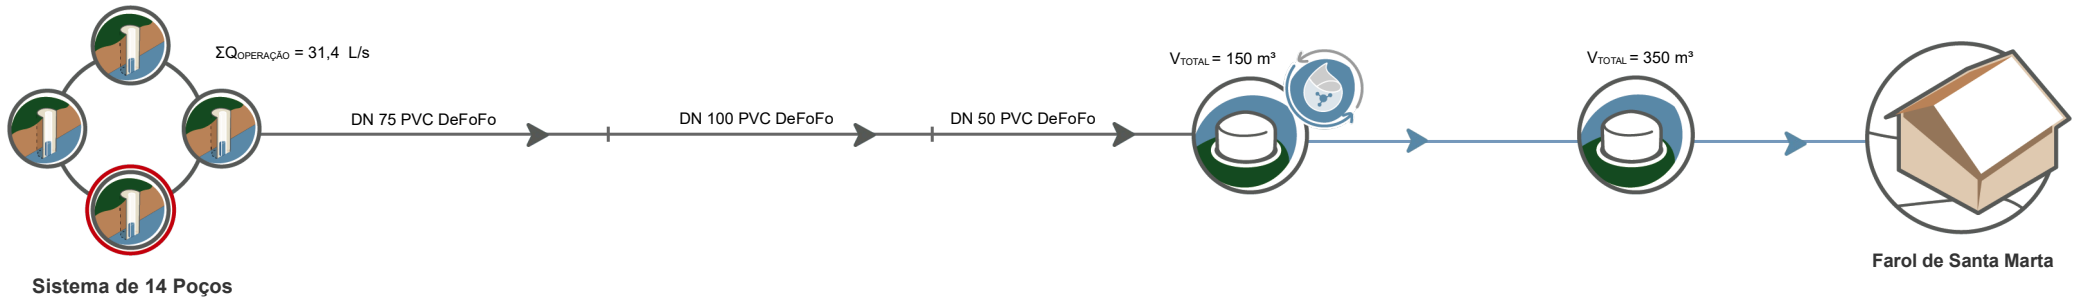 ΣQOPERAÇÃO = 31,4 L/s
DN 75 PVC DeFoFo
DN 100 PVC DeFoFo
DN 50 PVC DeFoFo
VTOTAL = 150 m³
VTOTAL = 350 m³
Sistema de 14 Poços
Farol de Santa Marta